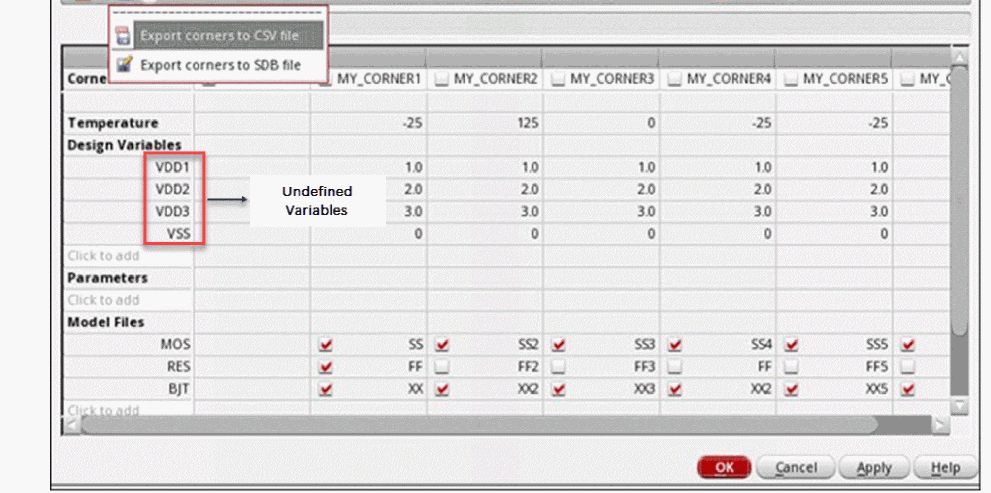 Export corners to CSV file
Export corners to SDB file
Corne MY_CORNER1 MY_CORNER2 MY_CORNER3 MY_CORNER4 MY_CORNER5 MY_C
Temperature -25 125 0 -25 -25
Design Variables
VDD1 1.0 1.0 1.0 1.0 1.0
VDD2 2.0 2.0 2.0 2.0 2.0
VDD3 3.0 3.0 3.0 3.0 3.0
VSS 0 0 0 0 0
Undefined
Variables
Click to add
Parameters
Click to add
Model Files
MOS SS SS2 SS3 SS4 SS5
RES FF FF2 FF3 FF FF5
BJT XX XX2 XX3 XX2 XX5
Click to add
OK Cancel Apply Help